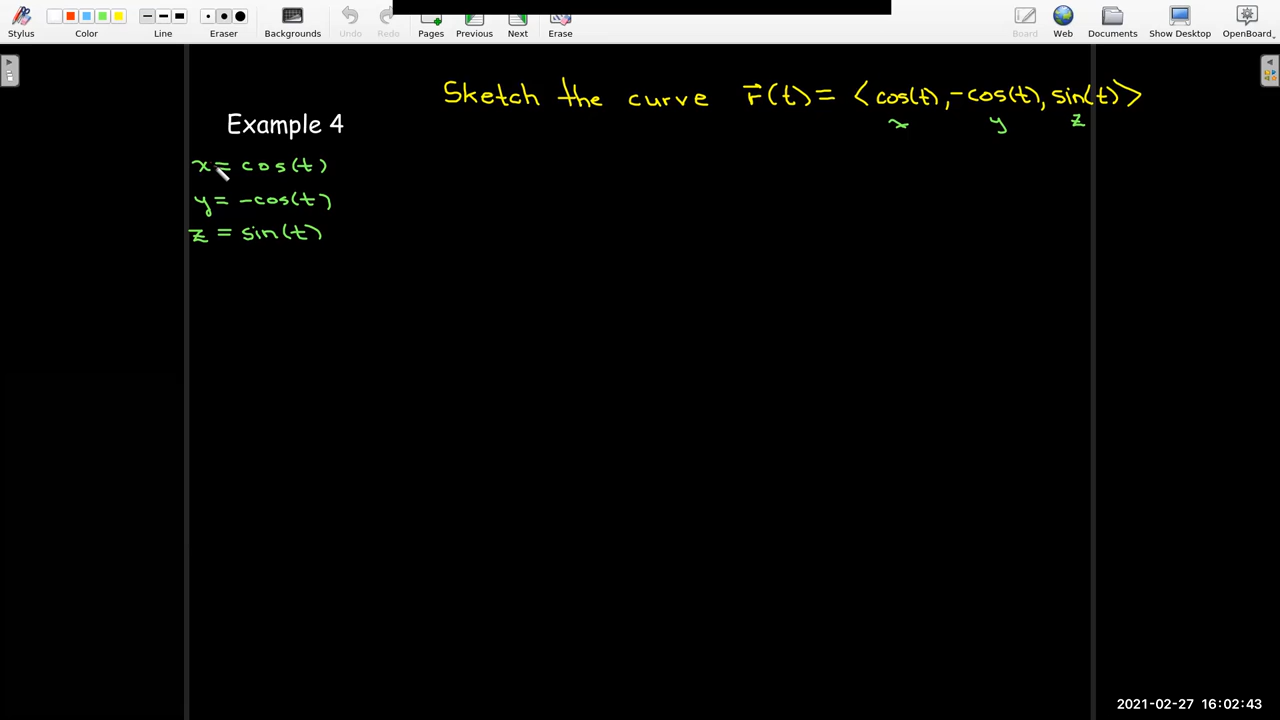 Stylus Color Line Eraser Backgrounds Undo Redo Pages Previous Next Erase Board Web Documents Show Desktop OpenBoard
Sketch the curve r⃗(t) = ⟨cos(t), -cos(t), sin(t)⟩
x y z
Example 4
x = cos(t)
y = -cos(t)
z = sin(t)
2021-02-27 16:02:43